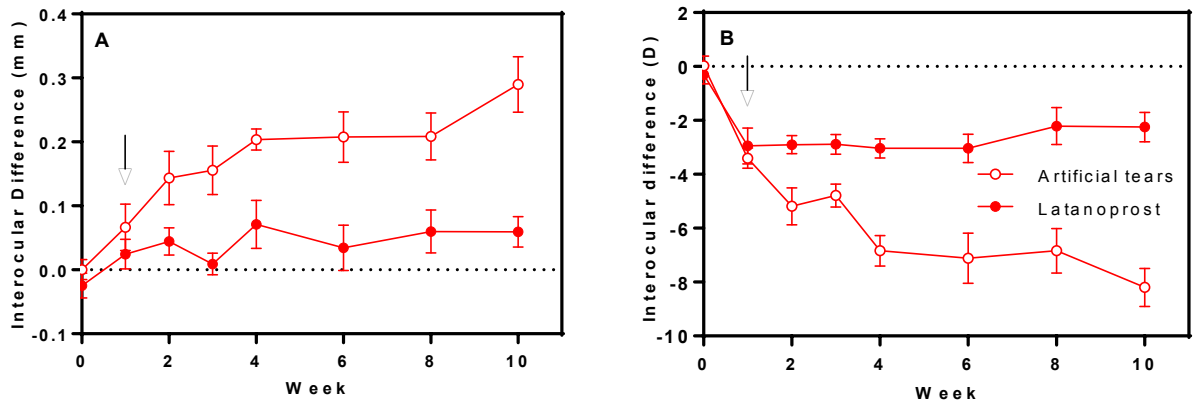 A
Interocular Difference (mm)
0.4
0.3
0.2
0.1
0.0
-0.1
0 2 4 6 8 10
Week
B
Interocular difference (D)
2
0
-2
-4
-6
-8
-10
0 2 4 6 8 10
Week
Artificial tears
Latanoprost